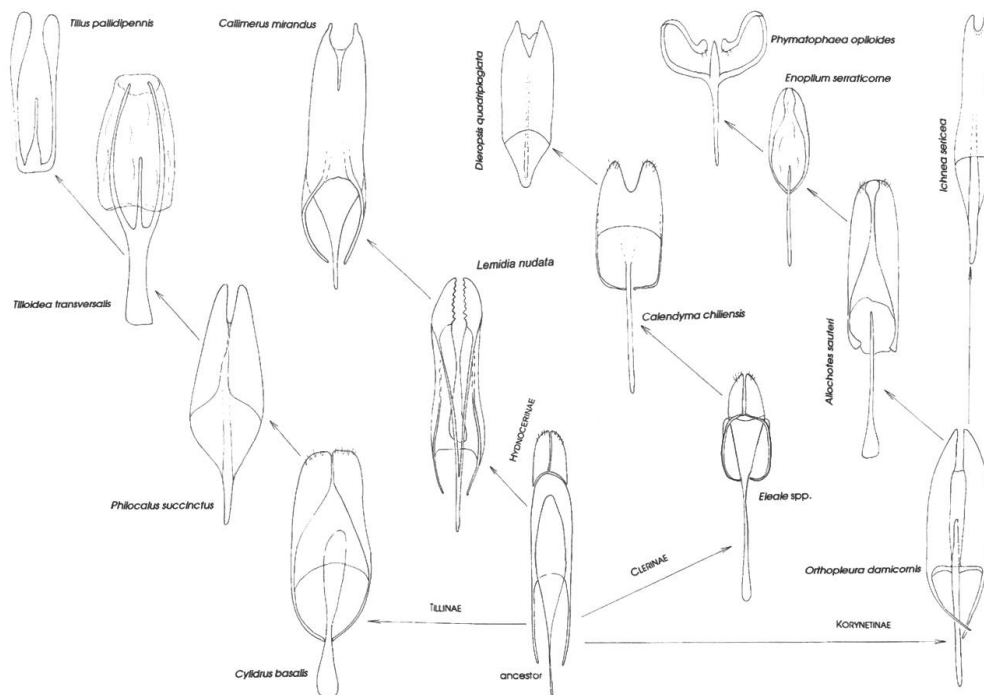 Tillus pallidipennis
Callimerus mirandus
Dieropsis quadriplagiata
Phymatophaea opiloides
Enoplium serraticorne
Ichnea sericea
Lemidia nudata
Tilloidea transversalis
Calendyma chiliensis
Allochotes sauteri
HYDNOCERINAE
Philocalus succinctus
Eleale spp.
CLERINAE
Orthopleura damicornis
TILLINAE
KORYNETINAE
Cylidrus basalis
ancestor